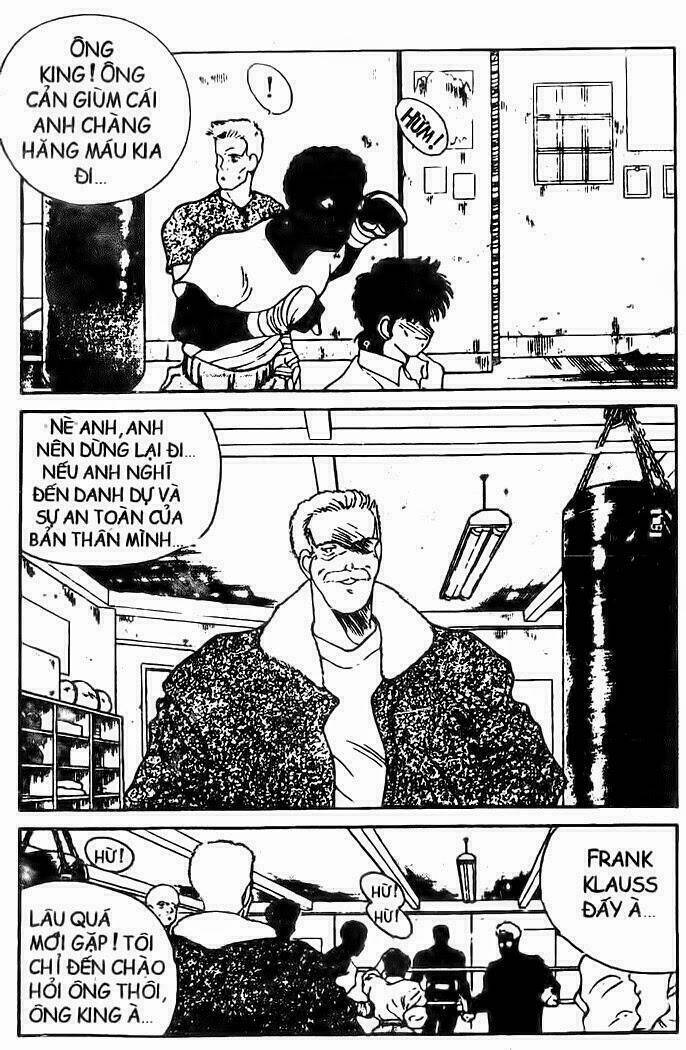 ÔNG
KING! ÔNG
CẢN GIÙM CÁI
ANH CHÀNG
HĂNG MÁU KIA
ĐI...
!
HỪM!
NÈ ANH, ANH
NÊN DỪNG LẠI ĐI...
NẾU ANH NGHĨ
ĐẾN DANH DỰ VÀ
SỰ AN TOÀN CỦA
BẢN THÂN MÌNH...
HỪ!
HỪ!
HỪ!
FRANK
KLAUSS
ĐẤY À...
LÂU QUÁ
MỚI GẶP! TÔI
CHỈ ĐẾN CHÀO
HỎI ÔNG THÔI,
ÔNG KING À...